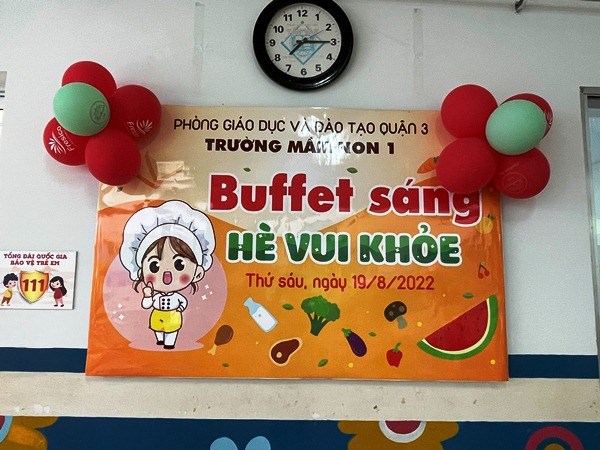 PHÒNG GIÁO DỤC VÀ ĐÀO TẠO QUẬN 3
TRƯỜNG MẦM NON 1
Buffet sáng
HÈ VUI KHỎE
Thứ sáu, ngày 19/8/2022
TỔNG ĐÀI QUỐC GIA
BẢO VỆ TRẺ EM
111
Fresico